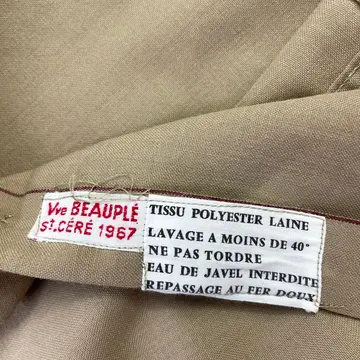 Vve BEAUPLÉ
St. CÉRÉ 1967
TISSU POLYESTER LAINE
LAVAGE A MOINS DE 40°
NE PAS TORDRE
EAU DE JAVEL INTERDITE
REPASSAGE AU FER DOUX